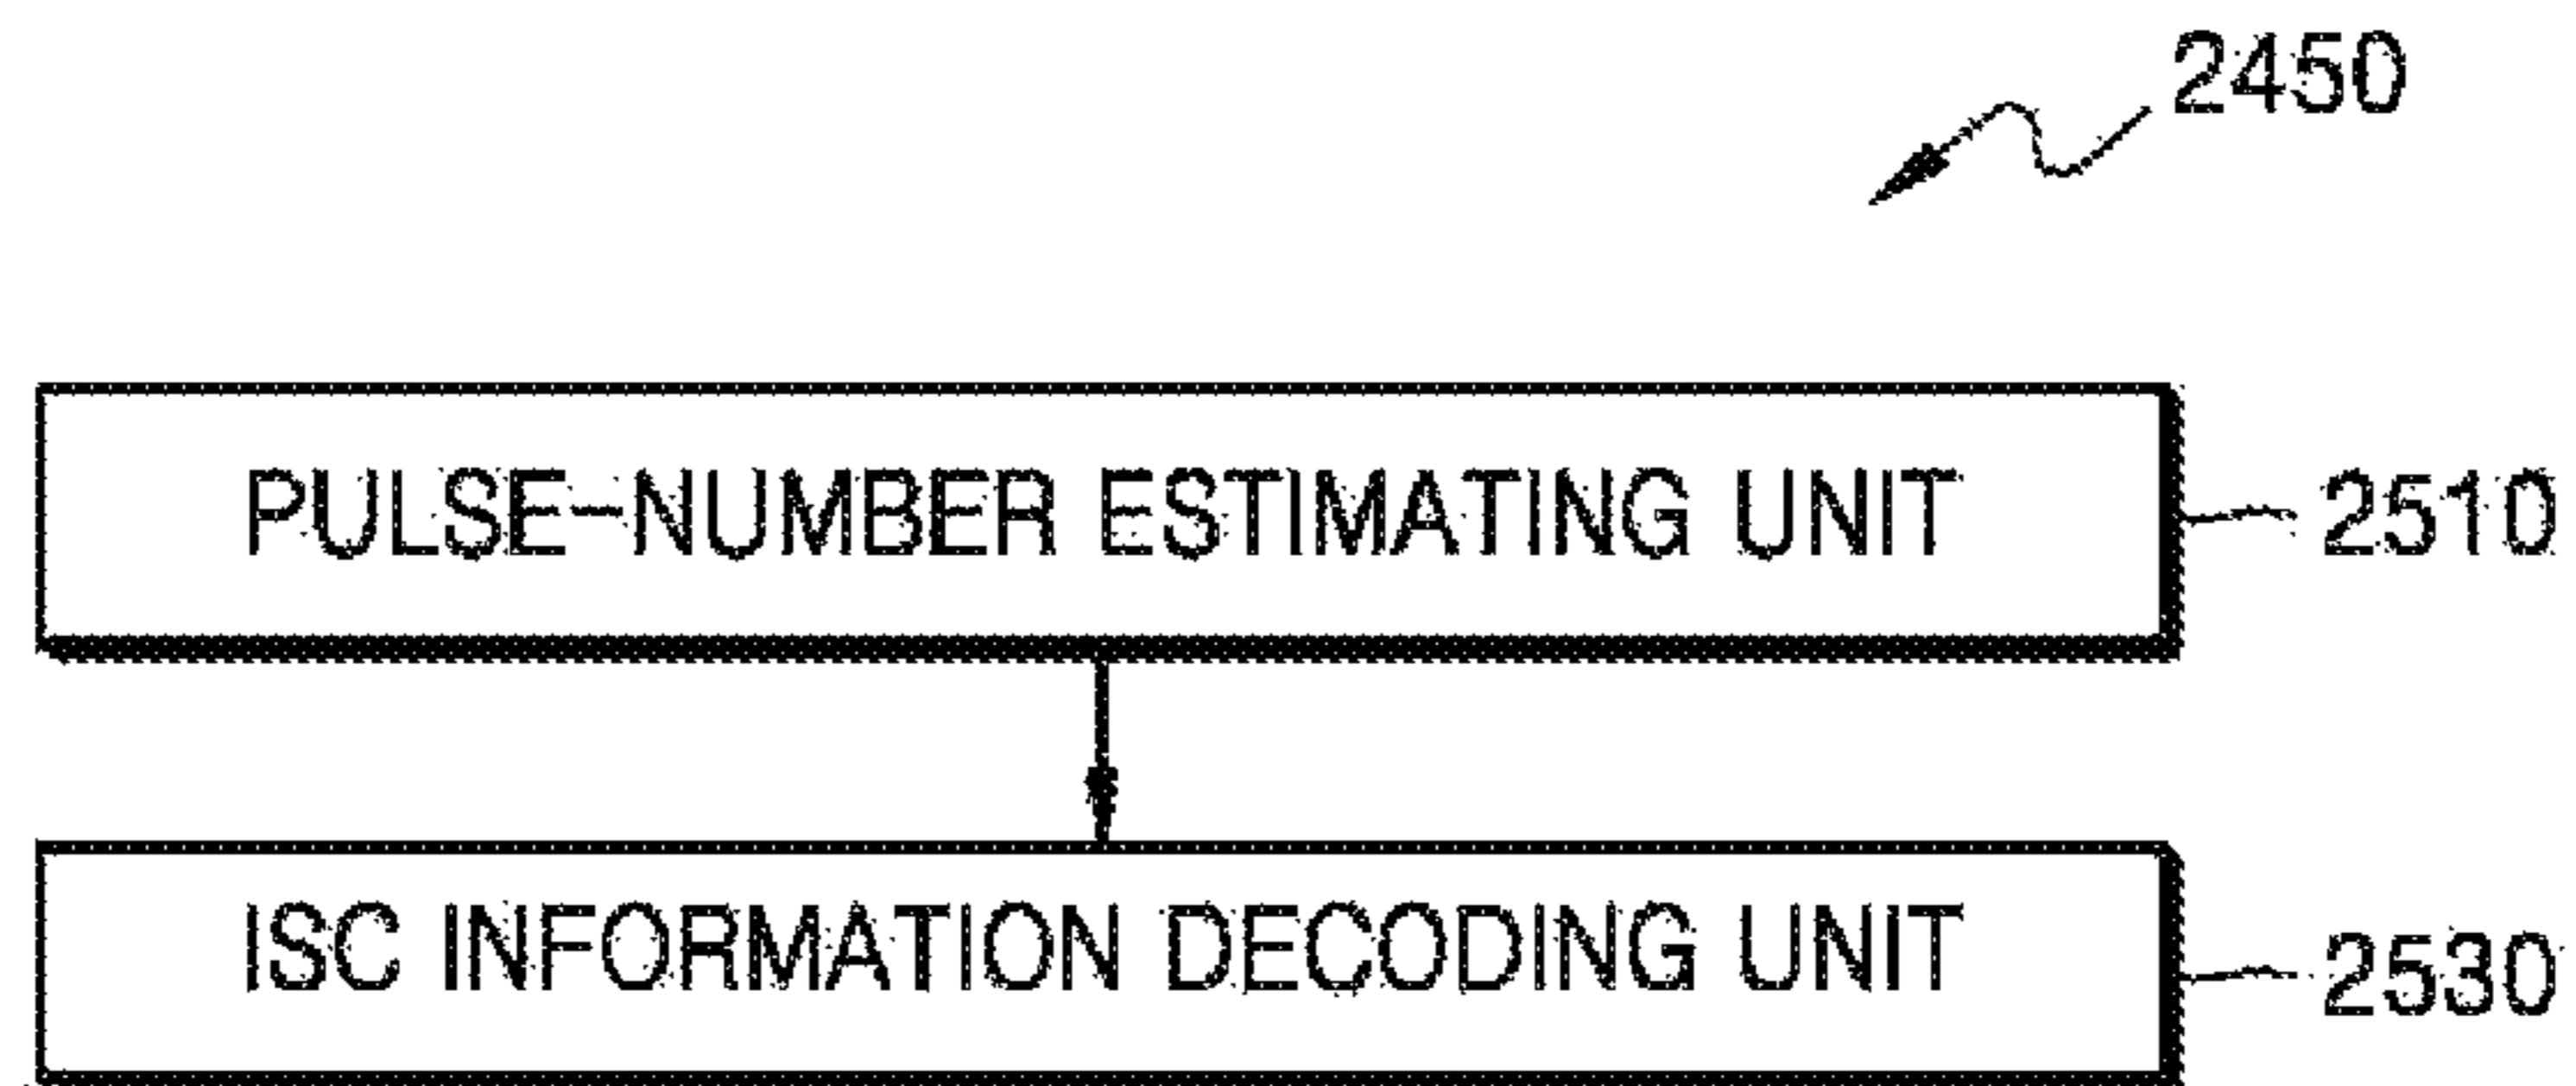 2450
PULSE-NUMBER ESTIMATING UNIT
2510
ISC INFORMATION DECODING UNIT
2530